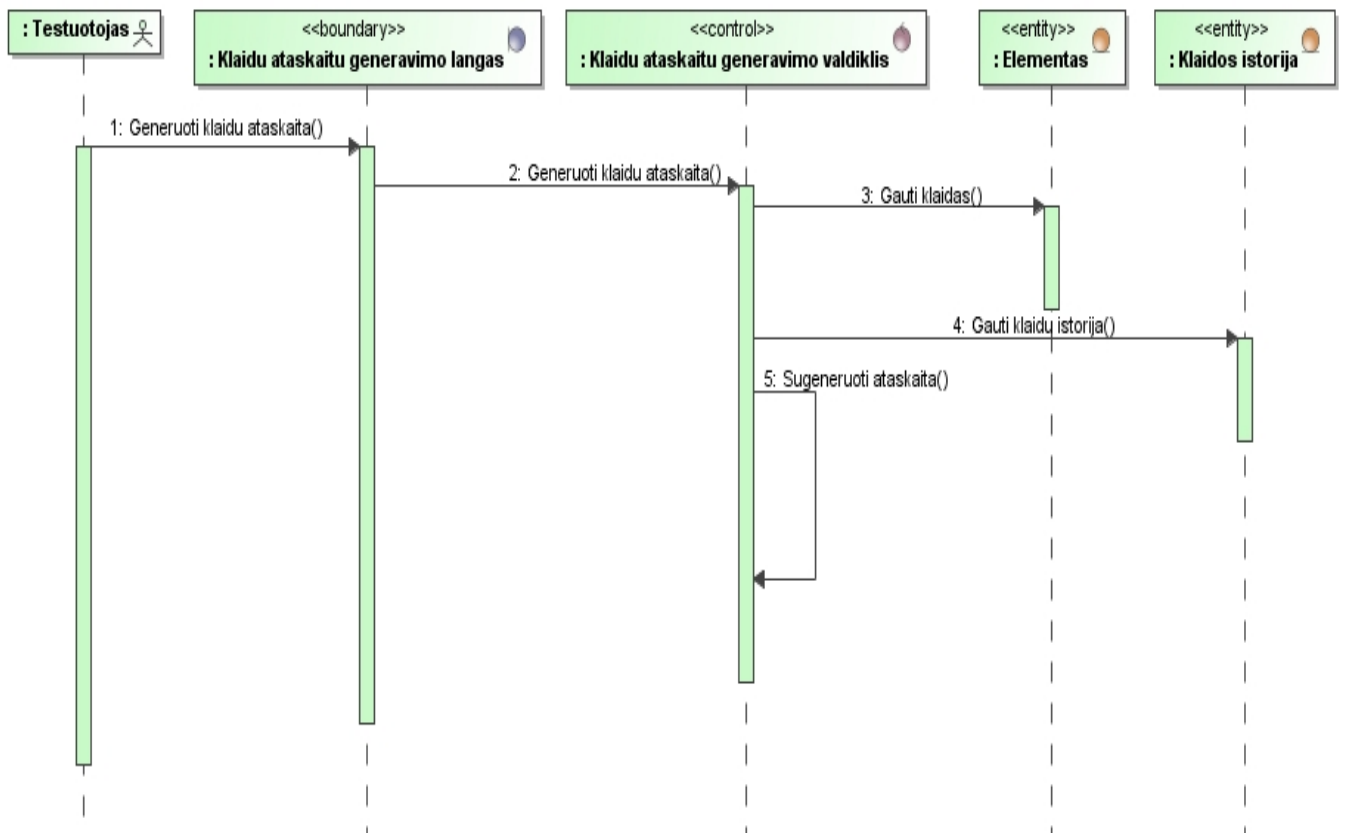 : Testuotojas
<<boundary>>
: Klaidu ataskaitu generavimo langas
<<control>>
: Klaidu ataskaitu generavimo valdiklis
<<entity>>
: Elementas
<<entity>>
: Klaidos istorija
1: Generuoti klaidu ataskaita()
2: Generuoti klaidu ataskaita()
3: Gauti klaidas()
4: Gauti klaidu istorija()
5: Sugeneruoti ataskaita()